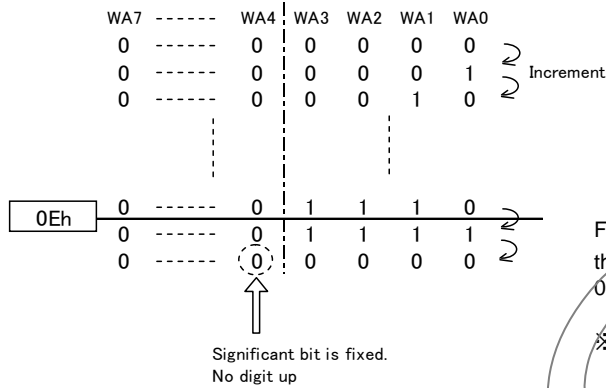 WA7 ------ WA4 WA3 WA2 WA1 WA0
0 ------ 0 0 0 0 0
0 ------ 0 0 0 0 1
Increment
0 ------ 0 0 0 1 0
0 ------ 0 1 1 1 0
0Eh
0 ------ 0 1 1 1 1
0 ------ 0 0 0 0 0
Significant bit is fixed.
No digit up
F
th
0
※